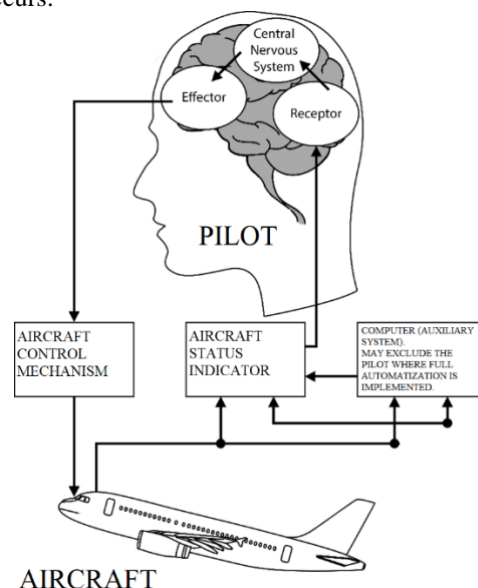 Central
Nervous
System
Effector
Receptor
PILOT
AIRCRAFT
CONTROL
MECHANISM
AIRCRAFT
STATUS
INDICATOR
COMPUTER (AUXILIARY
SYSTEM).
MAY EXCLUDE THE
PILOT WHERE FULL
AUTOMATIZATION IS
IMPLEMENTED.
AIRCRAFT